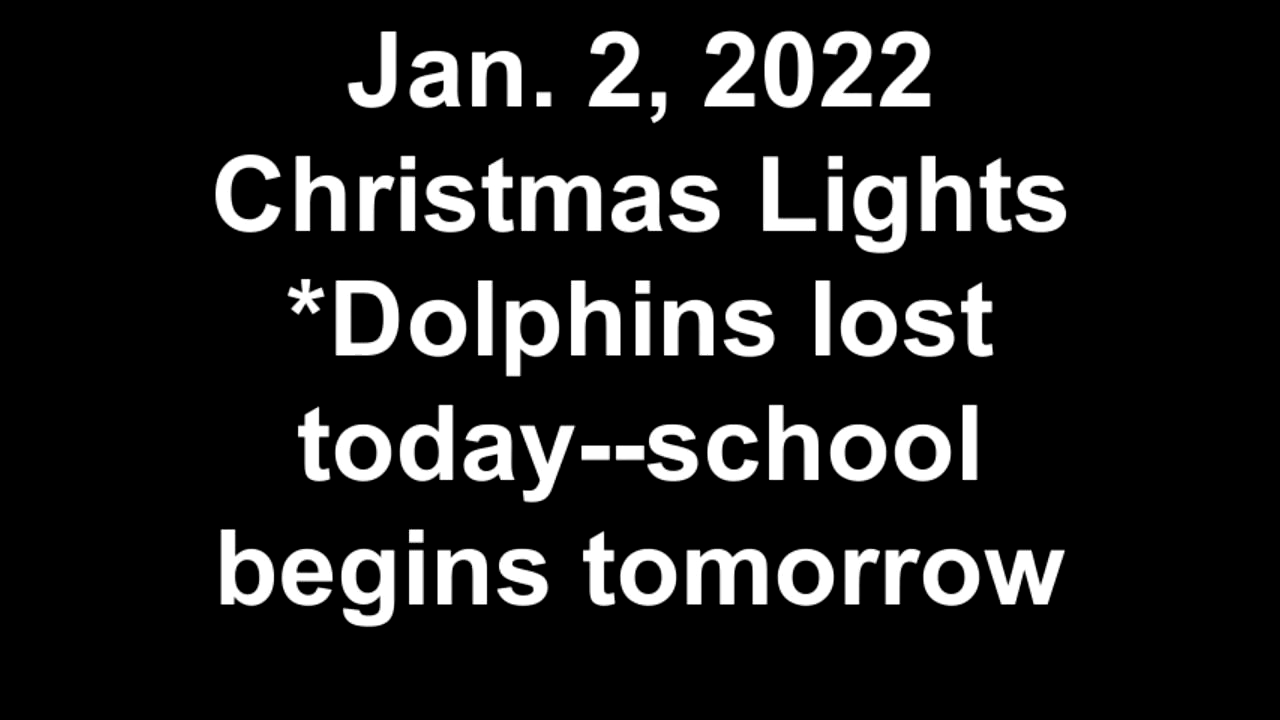 Jan. 2, 2022
Christmas Lights
*Dolphins lost
today--school
begins tomorrow